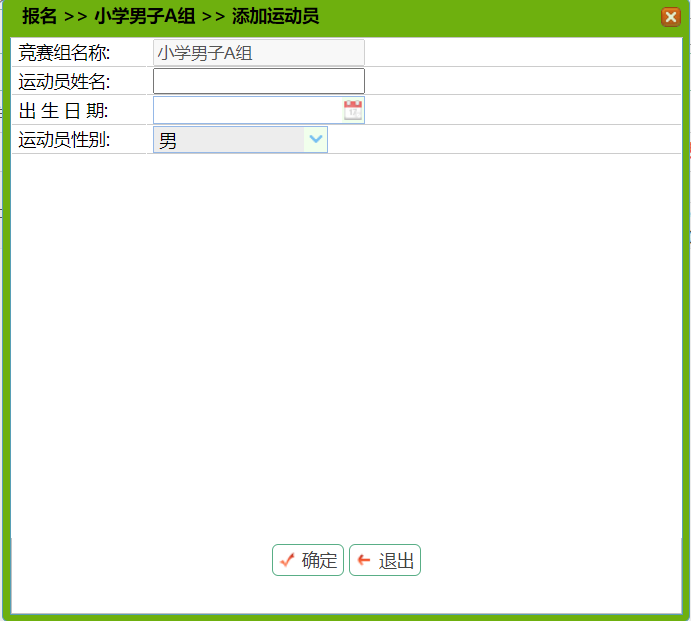 报名 >> 小学男子A组 >> 添加运动员
竞赛组名称: 小学男子A组
运动员姓名:
出 生 日 期:
运动员性别: 男
确定 退出